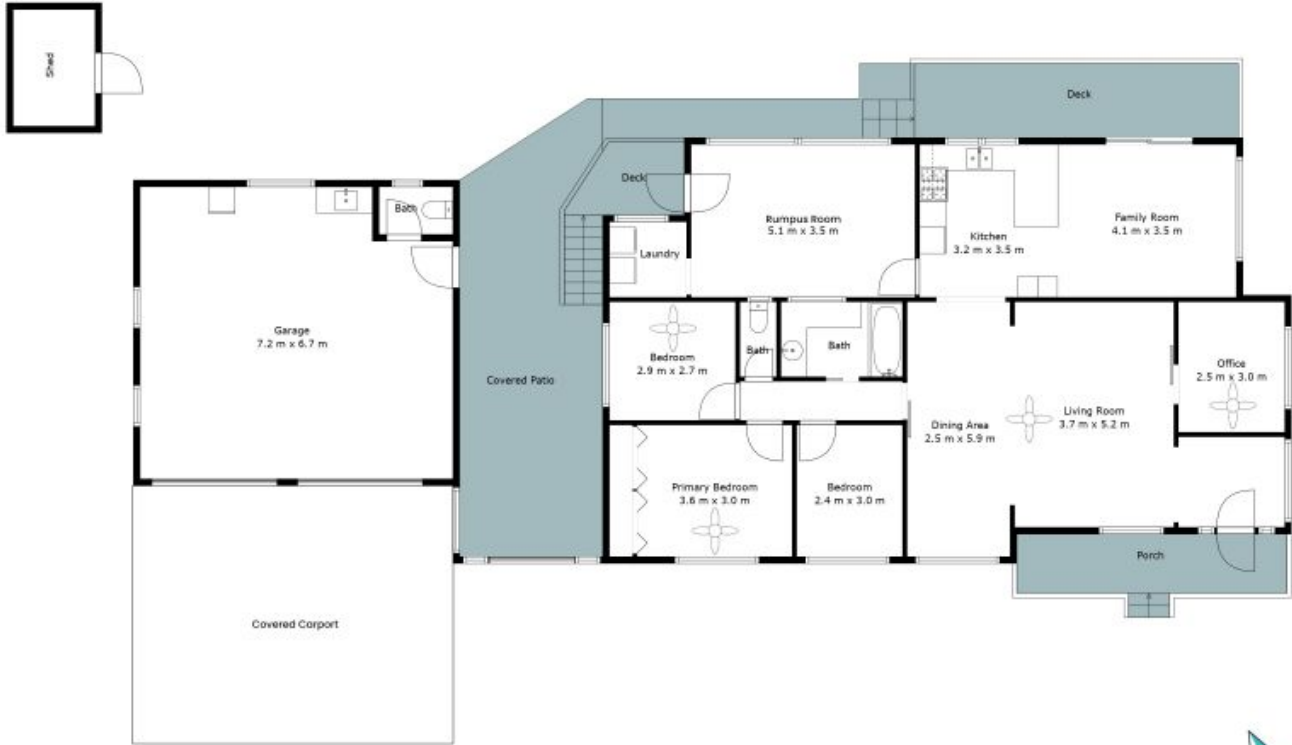 Shed
Deck
Bath
Deck
Rumpus Room
5.1 m x 3.5 m
Family Room
4.1 m x 3.5 m
Kitchen
3.2 m x 3.5 m
Laundry
Garage
7.2 m x 6.7 m
Bedroom
2.9 m x 2.7 m
Bath
Bath
Office
2.5 m x 3.0 m
Covered Patio
Dining Area
2.5 m x 5.9 m
Living Room
3.7 m x 5.2 m
Primary Bedroom
3.6 m x 3.0 m
Bedroom
2.4 m x 3.0 m
Porch
Covered Carport